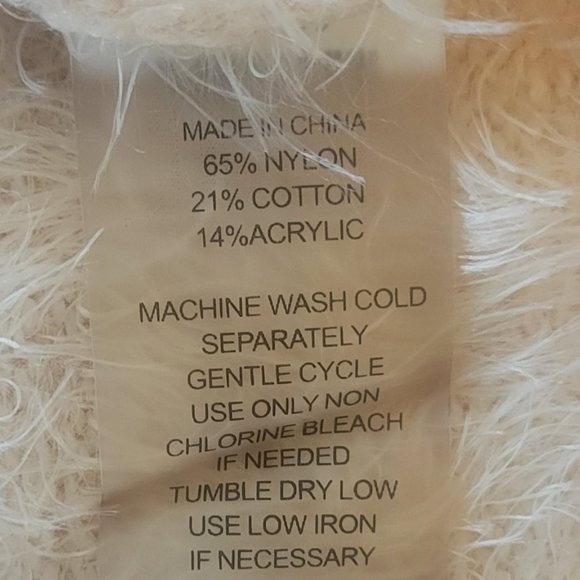 MADE IN CHINA
65% NYLON
21% COTTON
14%ACRYLIC
MACHINE WASH COLD
SEPARATELY
GENTLE CYCLE
USE ONLY NON
CHLORINE BLEACH
IF NEEDED
TUMBLE DRY LOW
USE LOW IRON
IF NECESSARY